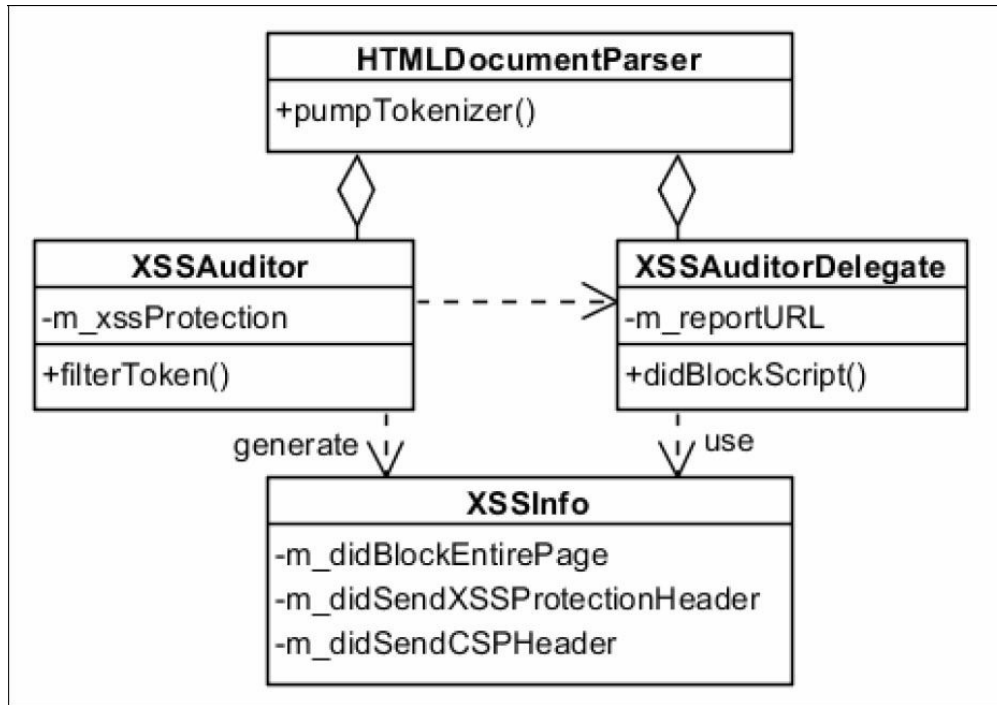 HTMLDocumentParser
+pumpTokenizer()
XSSAuditor
-m_xssProtection
+filterToken()
XSSAuditorDelegate
-m_reportURL
+didBlockScript()
generate
use
XSSInfo
-m_didBlockEntirePage
-m_didSendXSSProtectionHeader
-m_didSendCSPHeader